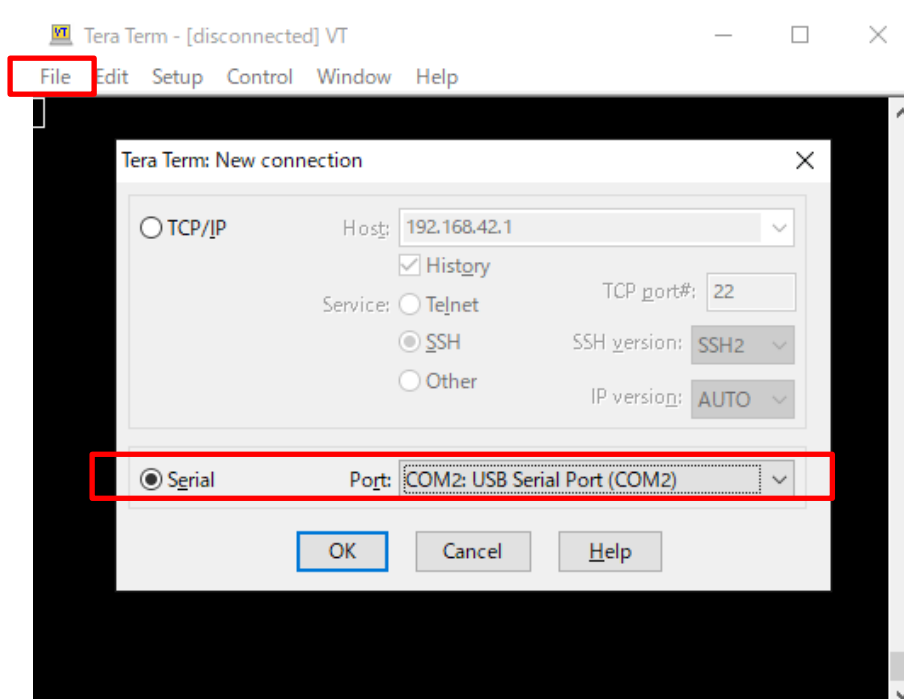 VT Tera Term - [disconnected] VT
File Edit Setup Control Window Help
Tera Term: New connection
TCP/IP Host: 192.168.42.1
History
Service: Telnet TCP port#: 22
SSH SSH version: SSH2
Other IP version: AUTO
Serial Port: COM2: USB Serial Port (COM2)
OK Cancel Help